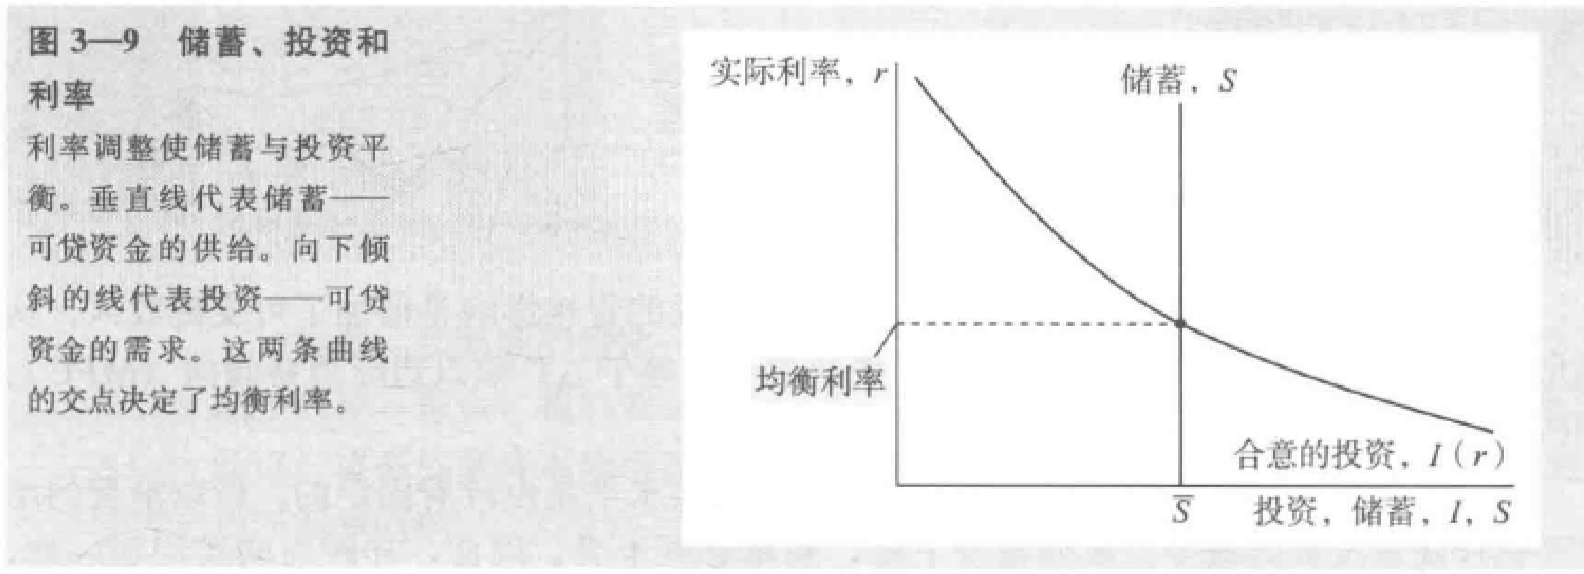 图 3—9 储蓄、投资和
利率
利率调整使储蓄与投资平
衡。垂直线代表储蓄——
可贷资金的供给。向下倾
斜的线代表投资——可贷
资金的需求。这两条曲线
的交点决定了均衡利率。
实际利率，r
储蓄，S
均衡利率
合意的投资，I（r）
S̅
投资，储蓄，I，S